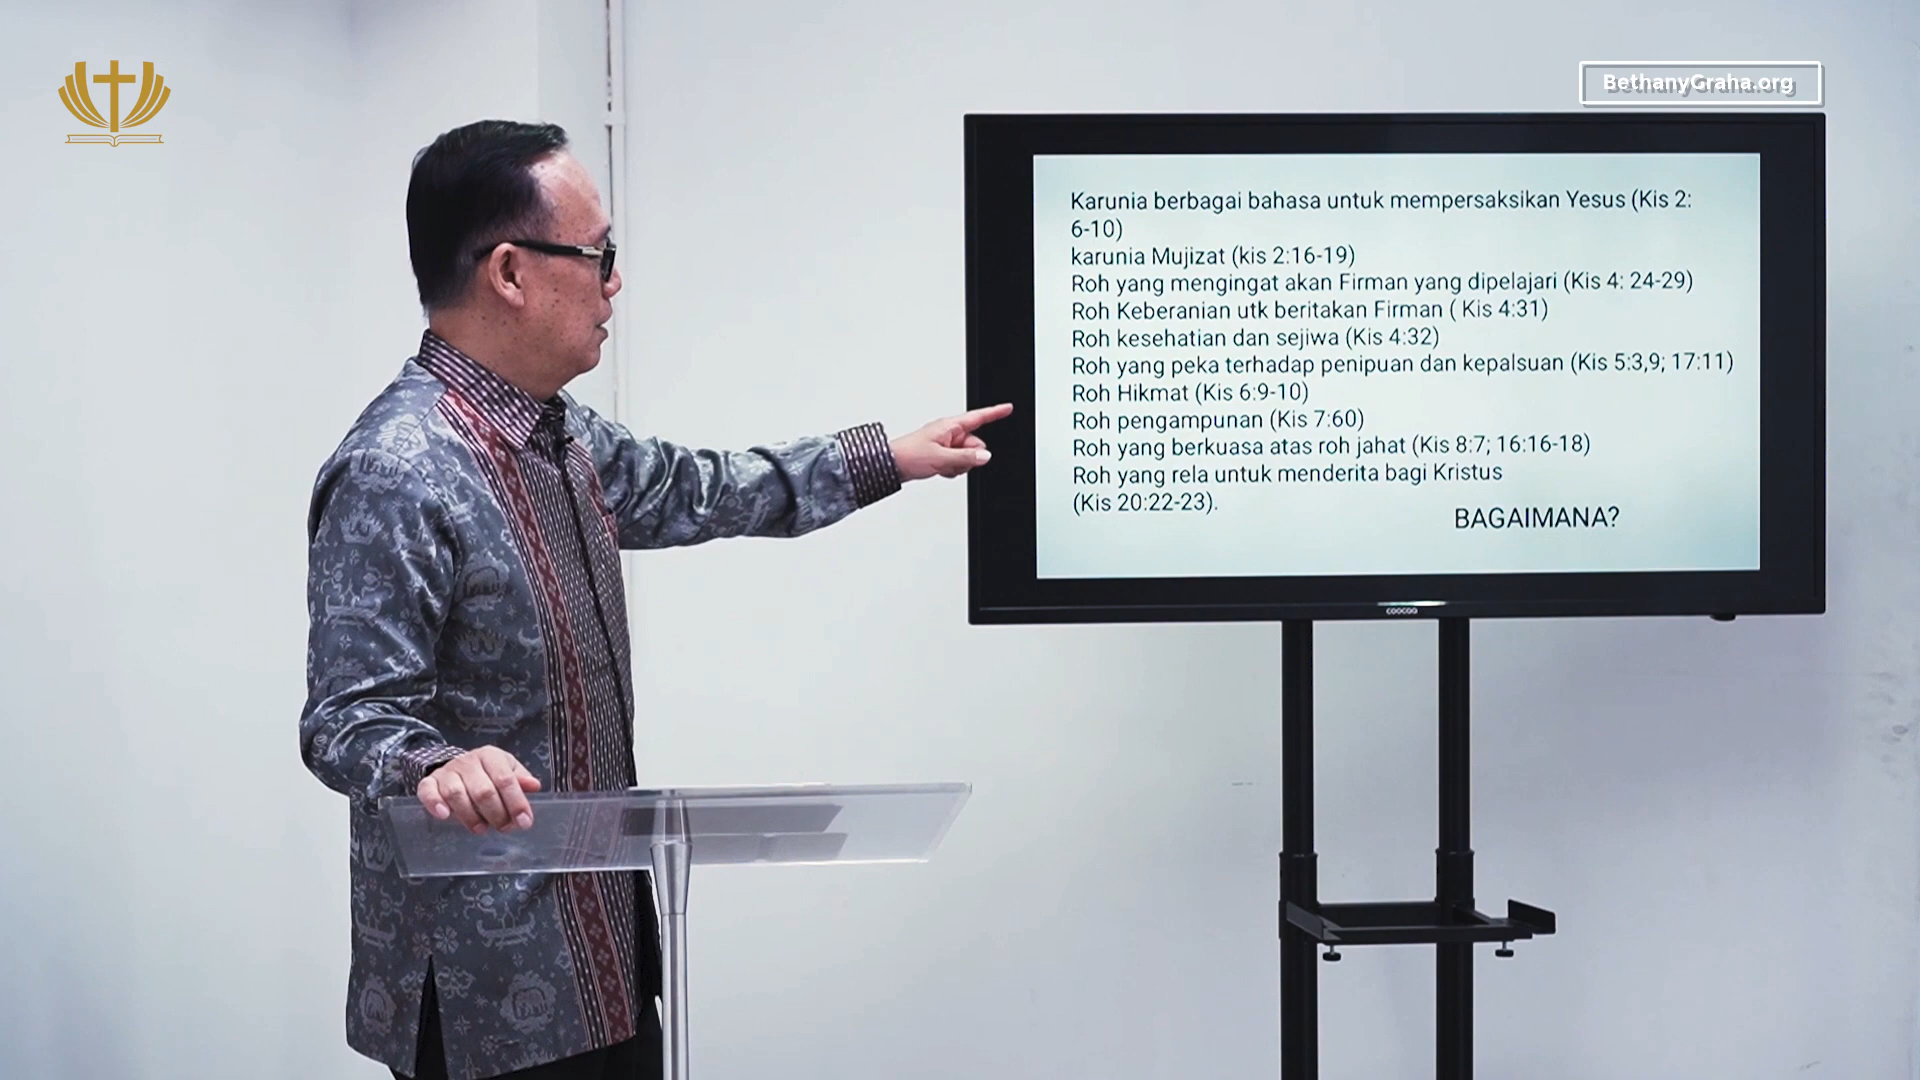 BethanyGraha.org
Karunia berbagai bahasa untuk mempersaksikan Yesus (Kis 2:
6-10)
karunia Mujizat (kis 2:16-19)
Roh yang mengingat akan Firman yang dipelajari (Kis 4: 24-29)
Roh Keberanian utk beritakan Firman ( Kis 4:31)
Roh kesehatian dan sejiwa (Kis 4:32)
Roh yang peka terhadap penipuan dan kepalsuan (Kis 5:3,9; 17:11)
Roh Hikmat (Kis 6:9-10)
Roh pengampunan (Kis 7:60)
Roh yang berkuasa atas roh jahat (Kis 8:7; 16:16-18)
Roh yang rela untuk menderita bagi Kristus
(Kis 20:22-23).
BAGAIMANA?
coocaa